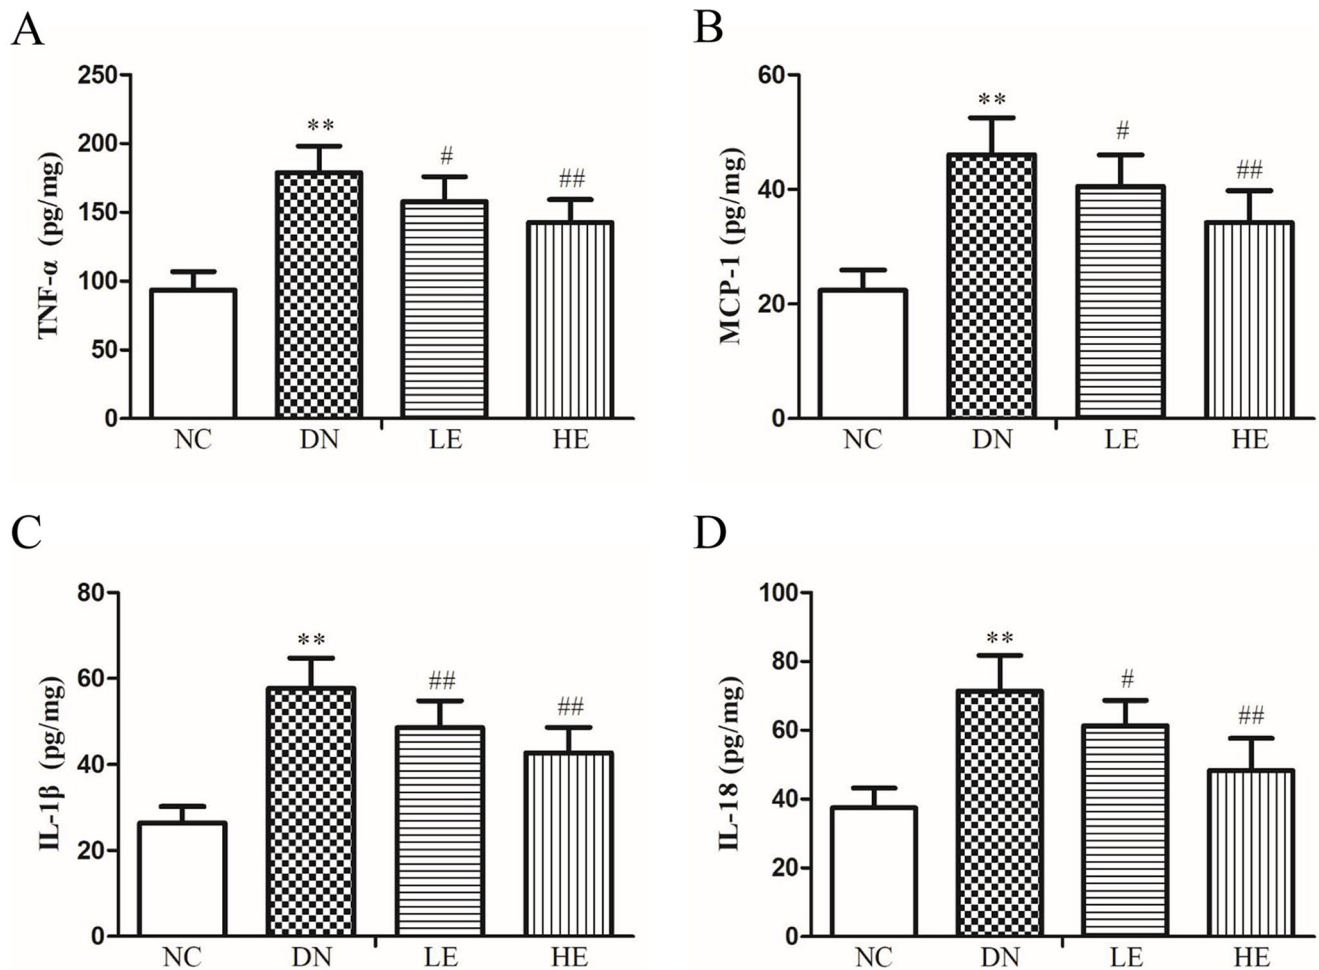 A
TNF-α (pg/mg)
250
200
150
100
50
0
**
#
##
NC DN LE HE
B
MCP-1 (pg/mg)
60
40
20
0
**
#
##
NC DN LE HE
C
IL-1β (pg/mg)
80
60
40
20
0
**
##
##
NC DN LE HE
D
IL-18 (pg/mg)
100
80
60
40
20
0
**
#
##
NC DN LE HE